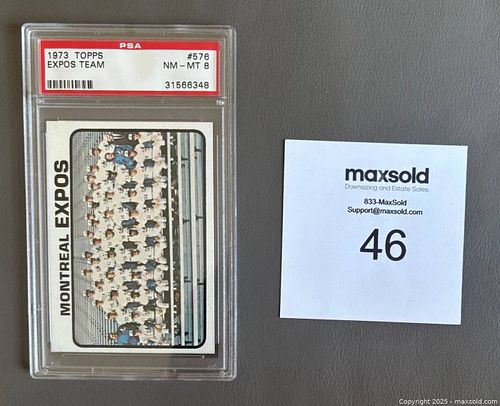 PSA
1973 TOPPS #576
EXPOS TEAM NM - MT 8
31566348
MONTREAL EXPOS
maxsold
Downsizing and Estate Sales
833-MaxSold
Support@maxsold.com
46
Copyright © 2025 - maxsold.com